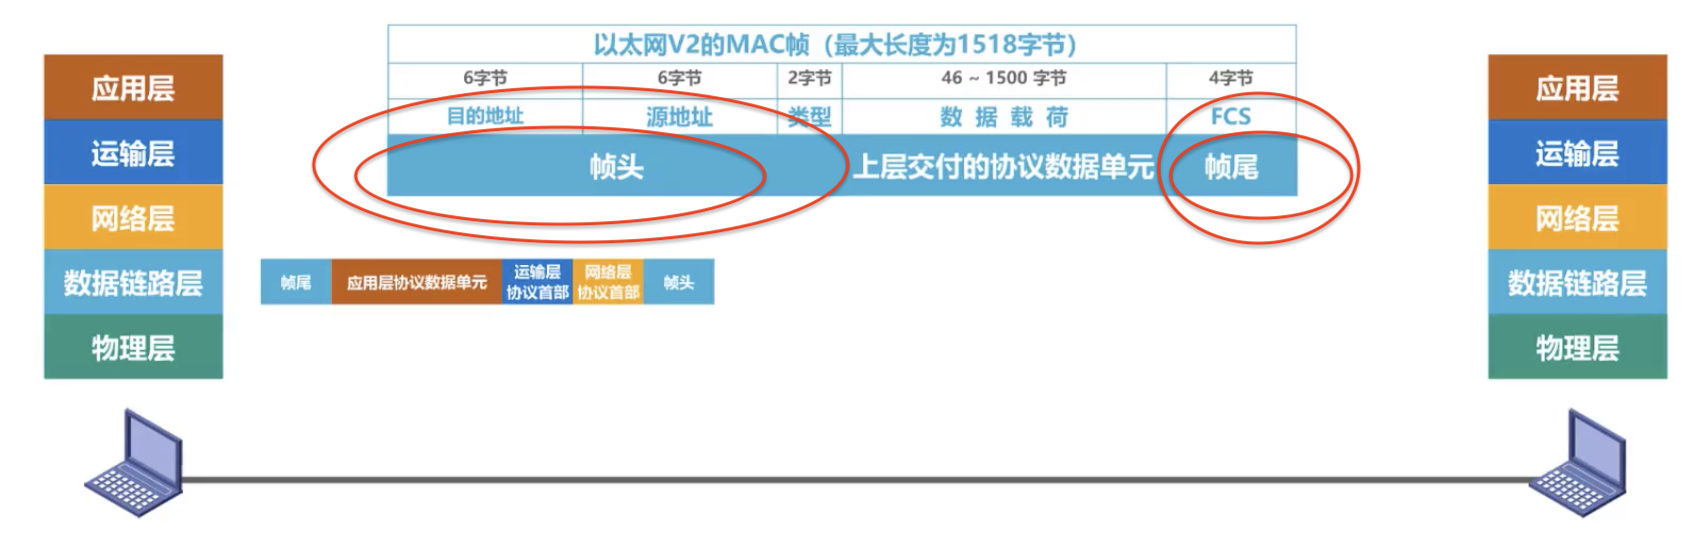 以太网V2的MAC帧（最大长度为1518字节）
6字节 6字节 2字节 46 ~ 1500 字节 4字节
目的地址 源地址 类型 数 据 载 荷 FCS
帧头 上层交付的协议数据单元 帧尾
应用层
运输层
网络层
数据链路层
物理层
帧尾
应用层协议数据单元
运输层
协议首部
网络层
协议首部
帧头
应用层
运输层
网络层
数据链路层
物理层